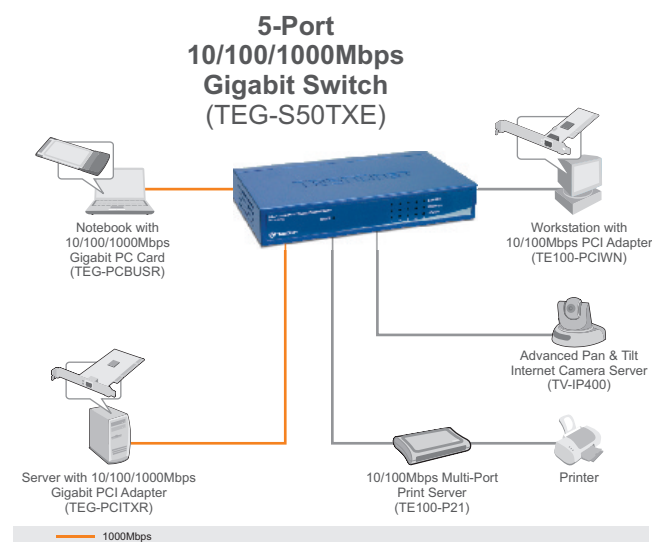 5-Port
10/100/1000Mbps
Gigabit Switch
(TEG-S50TXE)
TRENDnet
Notebook with
10/100/1000Mbps
Gigabit PC Card
(TEG-PCBUSR)
Workstation with
10/100Mbps PCI Adapter
(TE100-PCIWN)
Advanced Pan & Tilt
Internet Camera Server
(TV-IP400)
Server with 10/100/1000Mbps
Gigabit PCI Adapter
(TEG-PCITXR)
10/100Mbps Multi-Port
Print Server
(TE100-P21)
Printer
1000Mbps